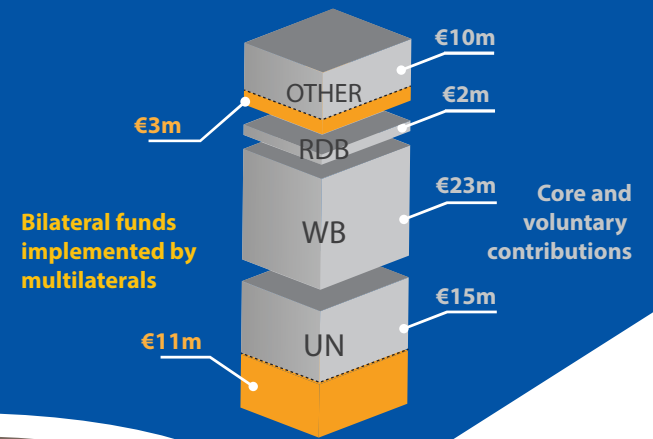 €10m
OTHER
€2m
€3m
RDB
€23m
Core and
voluntary
contributions
WB
Bilateral funds
implemented by
multilaterals
€15m
€11m
UN